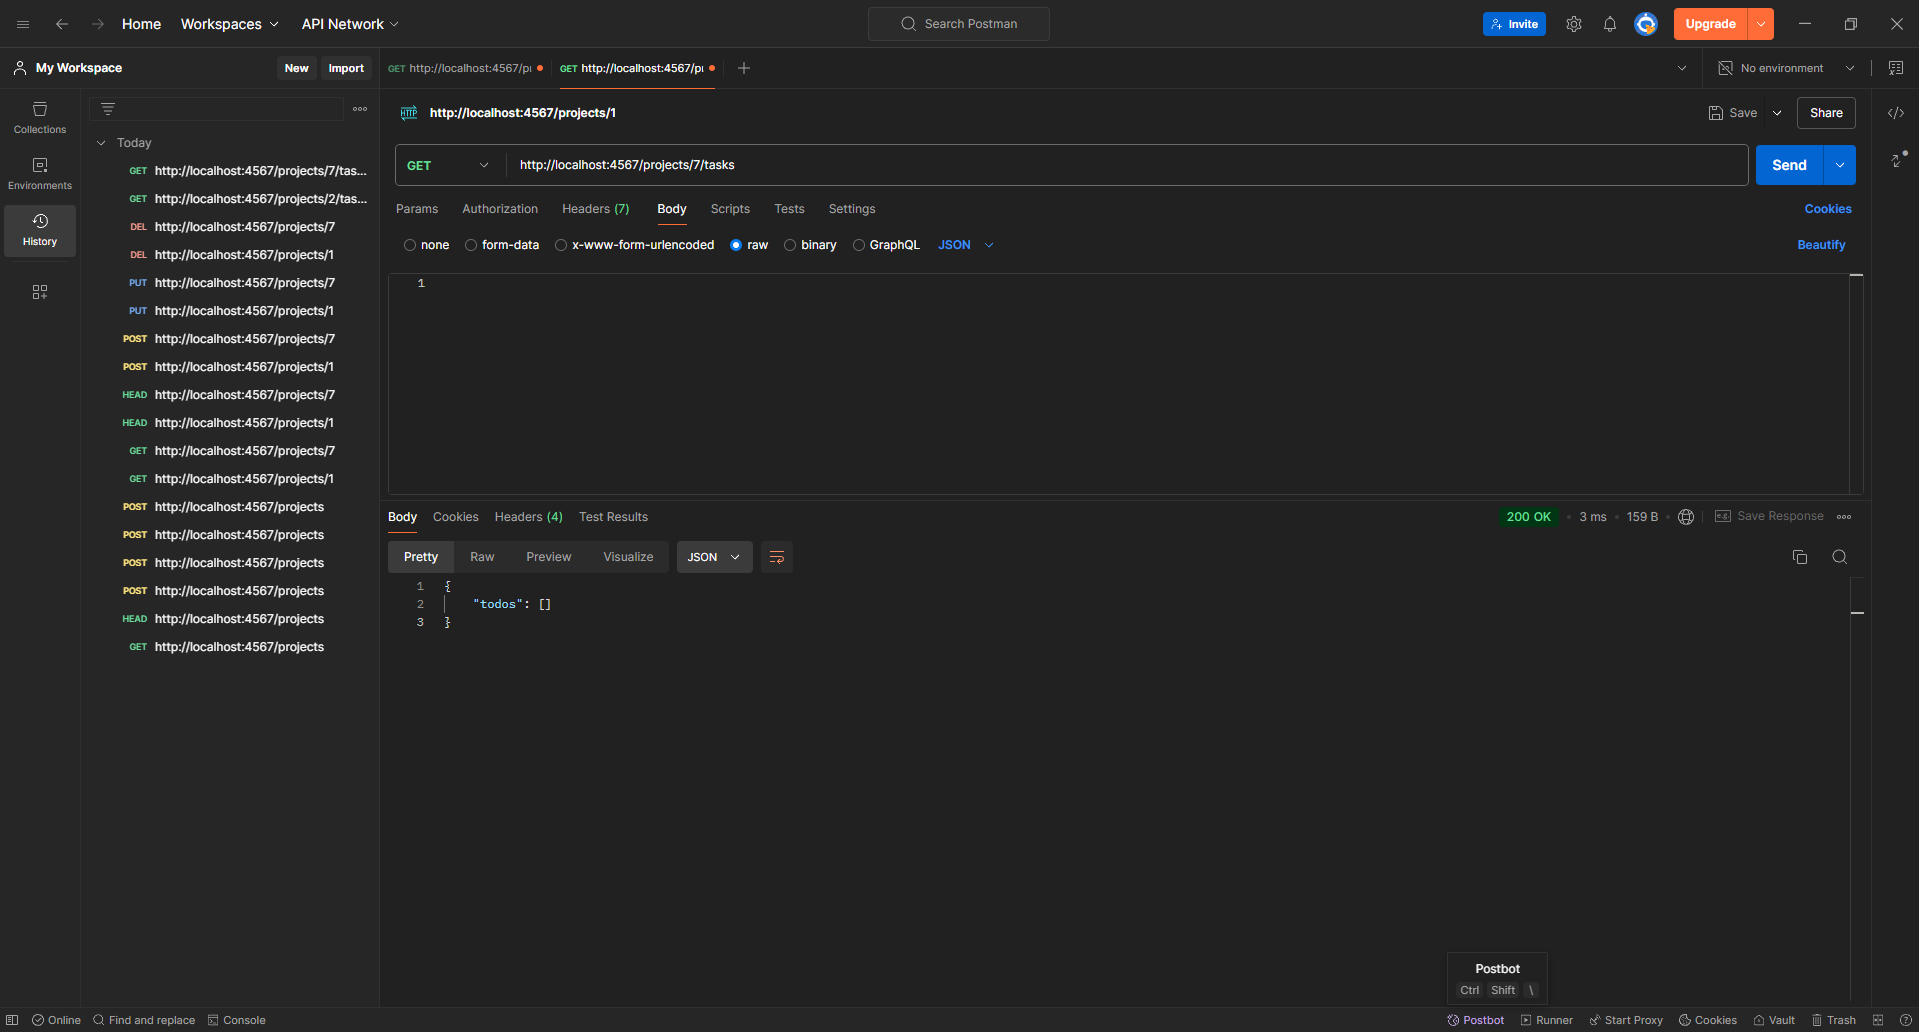 Home Workspaces API Network Search Postman Invite Upgrade
My Workspace New Import GET http://localhost:4567/p GET http://localhost:4567/p No environment
Collections
Environments
History
Today
GET http://localhost:4567/projects/7/tas...
GET http://localhost:4567/projects/2/tas...
DEL http://localhost:4567/projects/7
DEL http://localhost:4567/projects/1
PUT http://localhost:4567/projects/7
PUT http://localhost:4567/projects/1
POST http://localhost:4567/projects/7
POST http://localhost:4567/projects/1
HEAD http://localhost:4567/projects/7
HEAD http://localhost:4567/projects/1
GET http://localhost:4567/projects/7
GET http://localhost:4567/projects/1
POST http://localhost:4567/projects
POST http://localhost:4567/projects
POST http://localhost:4567/projects
POST http://localhost:4567/projects
HEAD http://localhost:4567/projects
GET http://localhost:4567/projects
HTTP http://localhost:4567/projects/1 Save Share
GET http://localhost:4567/projects/7/tasks Send
Params Authorization Headers (7) Body Scripts Tests Settings Cookies
none form-data x-www-form-urlencoded raw binary GraphQL JSON Beautify
1
Body Cookies Headers (4) Test Results 200 OK • 3 ms • 159 B • e.g. Save Response
Pretty Raw Preview Visualize JSON
1 {
2 "todos": []
3 }
Postbot
Ctrl Shift \
Online Find and replace Console Postbot Runner Start Proxy Cookies Vault Trash